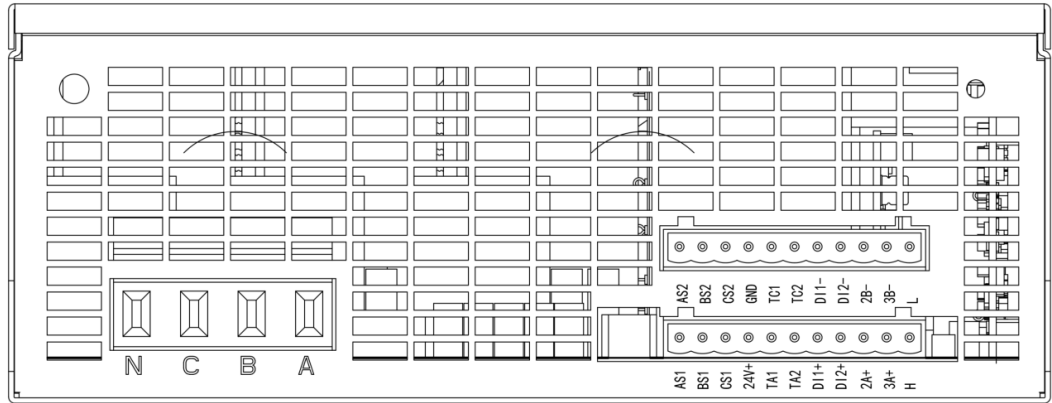 AS2 BS2 CS2 GND TC1 TC2 DI1- DI2- 2B- 3B- L
N C B A
AS1 BS1 CS1 24V+ TA1 TA2 DI1+ DI2+ 2A+ 3A+ H